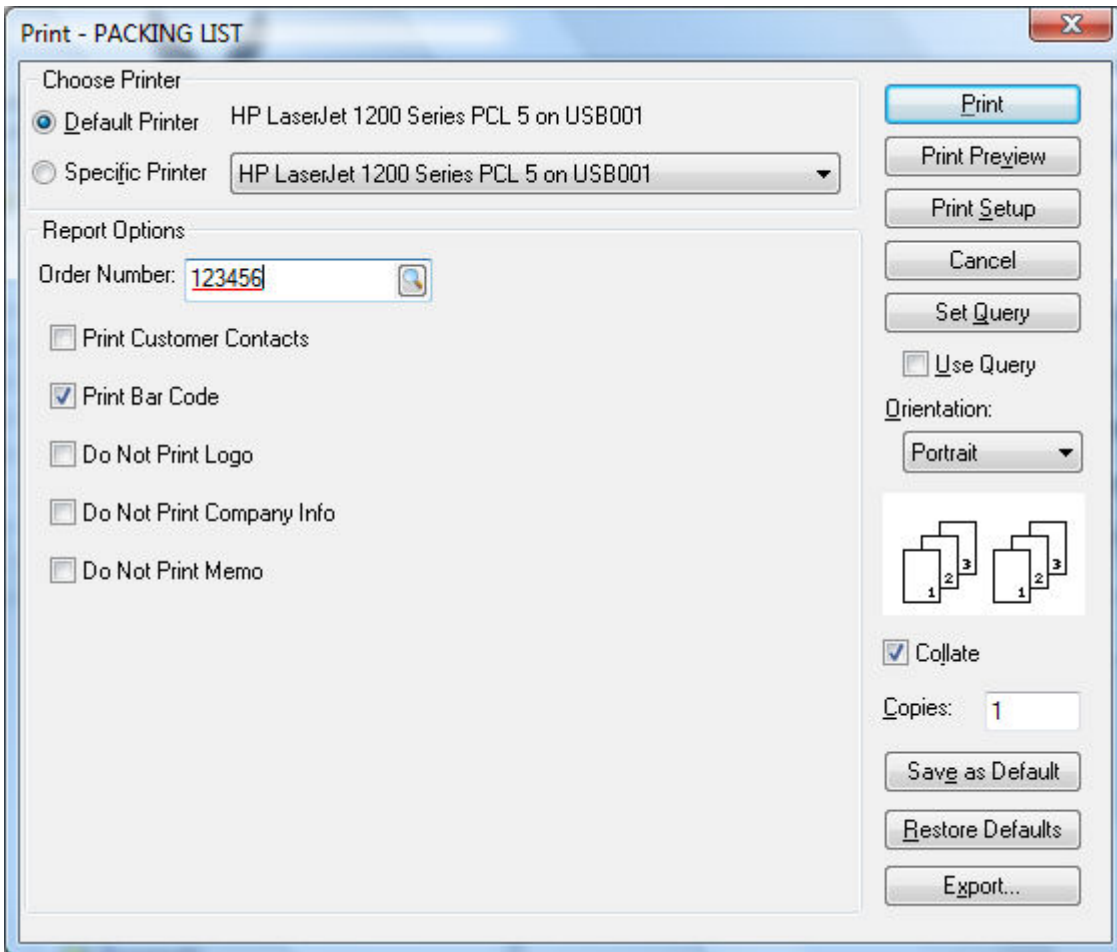 Print - PACKING LIST
Choose Printer
Default Printer HP LaserJet 1200 Series PCL 5 on USB001
Specific Printer HP LaserJet 1200 Series PCL 5 on USB001
Report Options
Order Number: 123456
Print Customer Contacts
Print Bar Code
Do Not Print Logo
Do Not Print Company Info
Do Not Print Memo
Print
Print Preview
Print Setup
Cancel
Set Query
Use Query
Orientation:
Portrait
1 2 3 1 2 3
Collate
Copies: 1
Save as Default
Restore Defaults
Export...